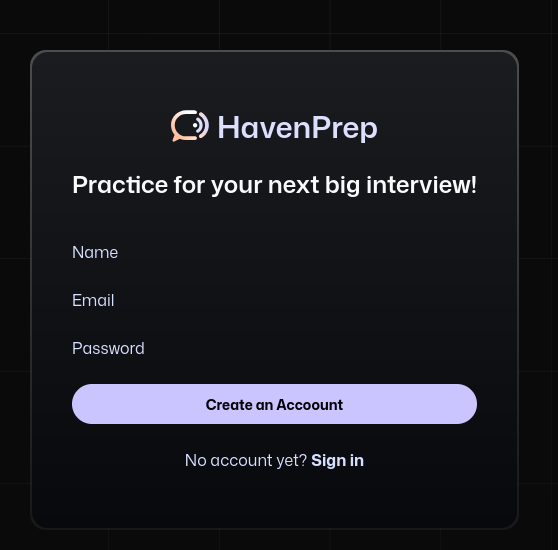 HavenPrep
Practice for your next big interview!
Name
Email
Password
Create an Accoount
No account yet? Sign in